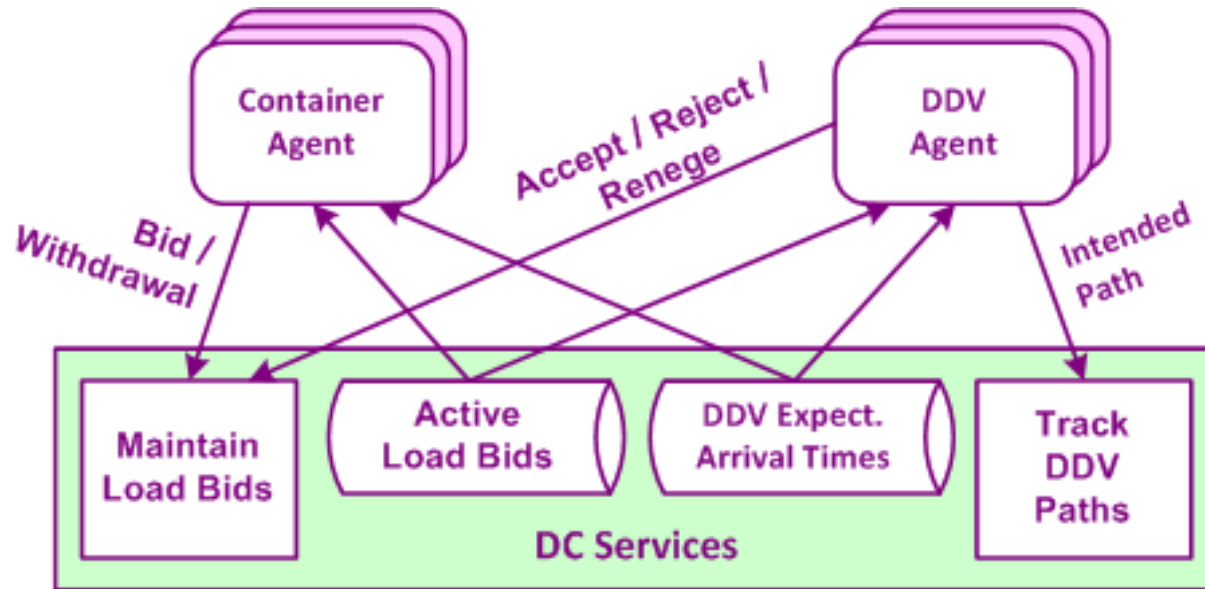 Container
Agent
DDV
Agent
Accept / Reject /
Renege
Bid /
Withdrawal
Intended
Path
Maintain
Load Bids
Active
Load Bids
DDV Expect.
Arrival Times
Track
DDV
Paths
DC Services